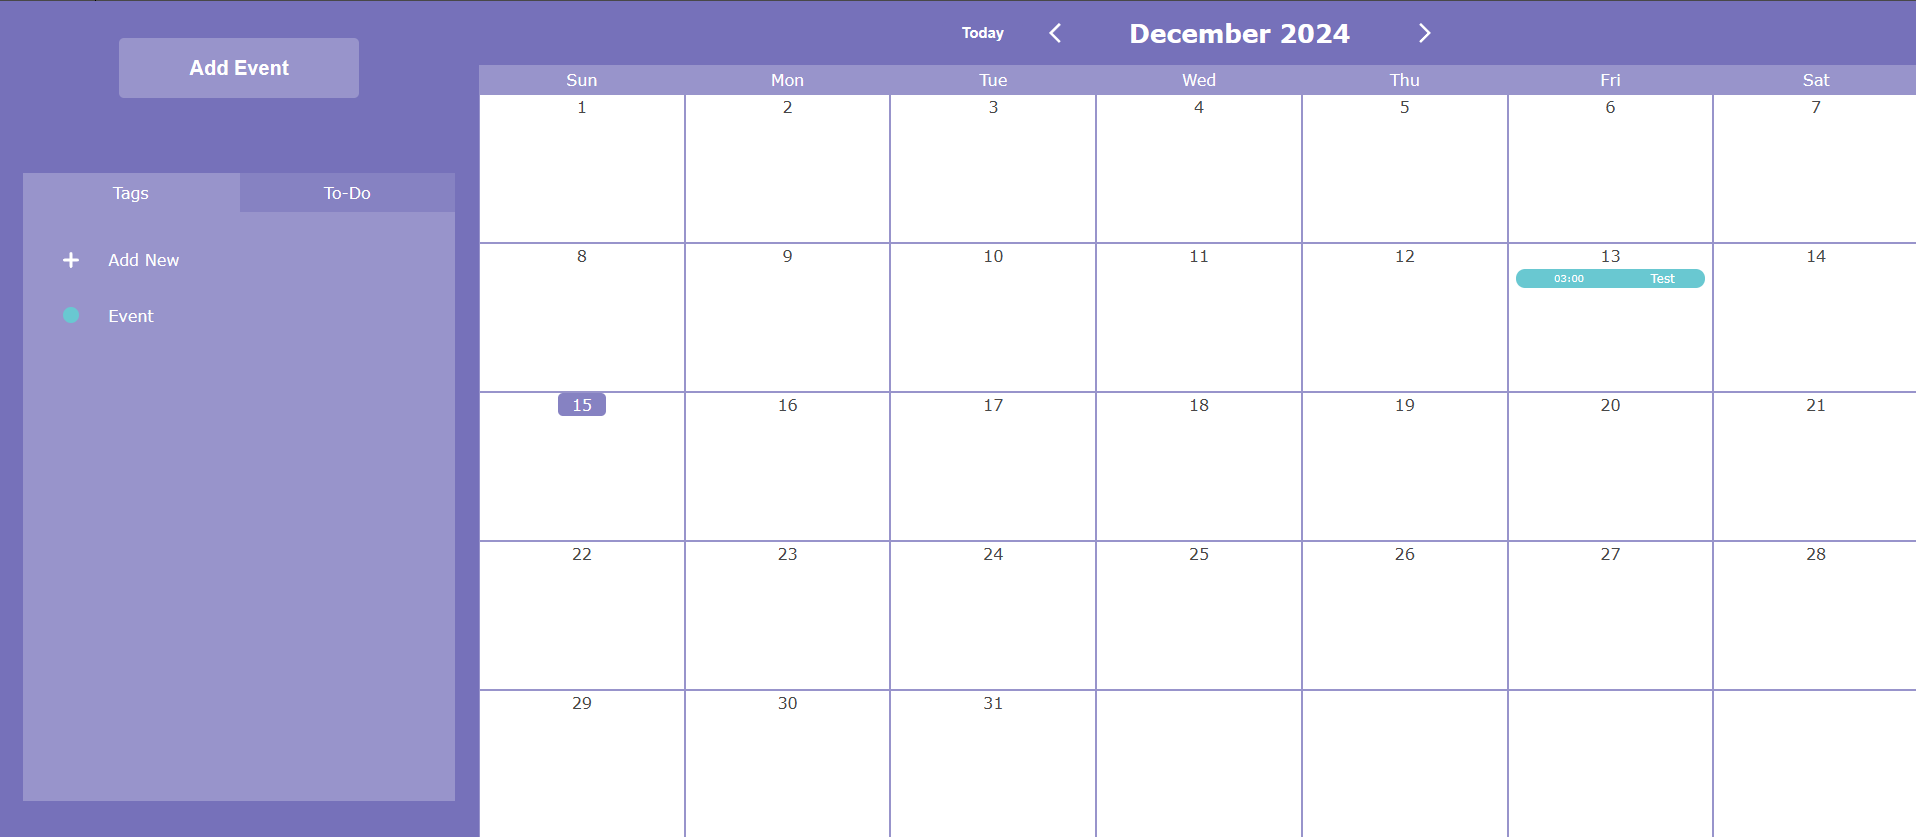 Today December 2024
Add Event
Sun Mon Tue Wed Thu Fri Sat
1 2 3 4 5 6 7
Tags To-Do
Add New
Event
8 9 10 11 12 13 14
03:00 Test
15 16 17 18 19 20 21
22 23 24 25 26 27 28
29 30 31